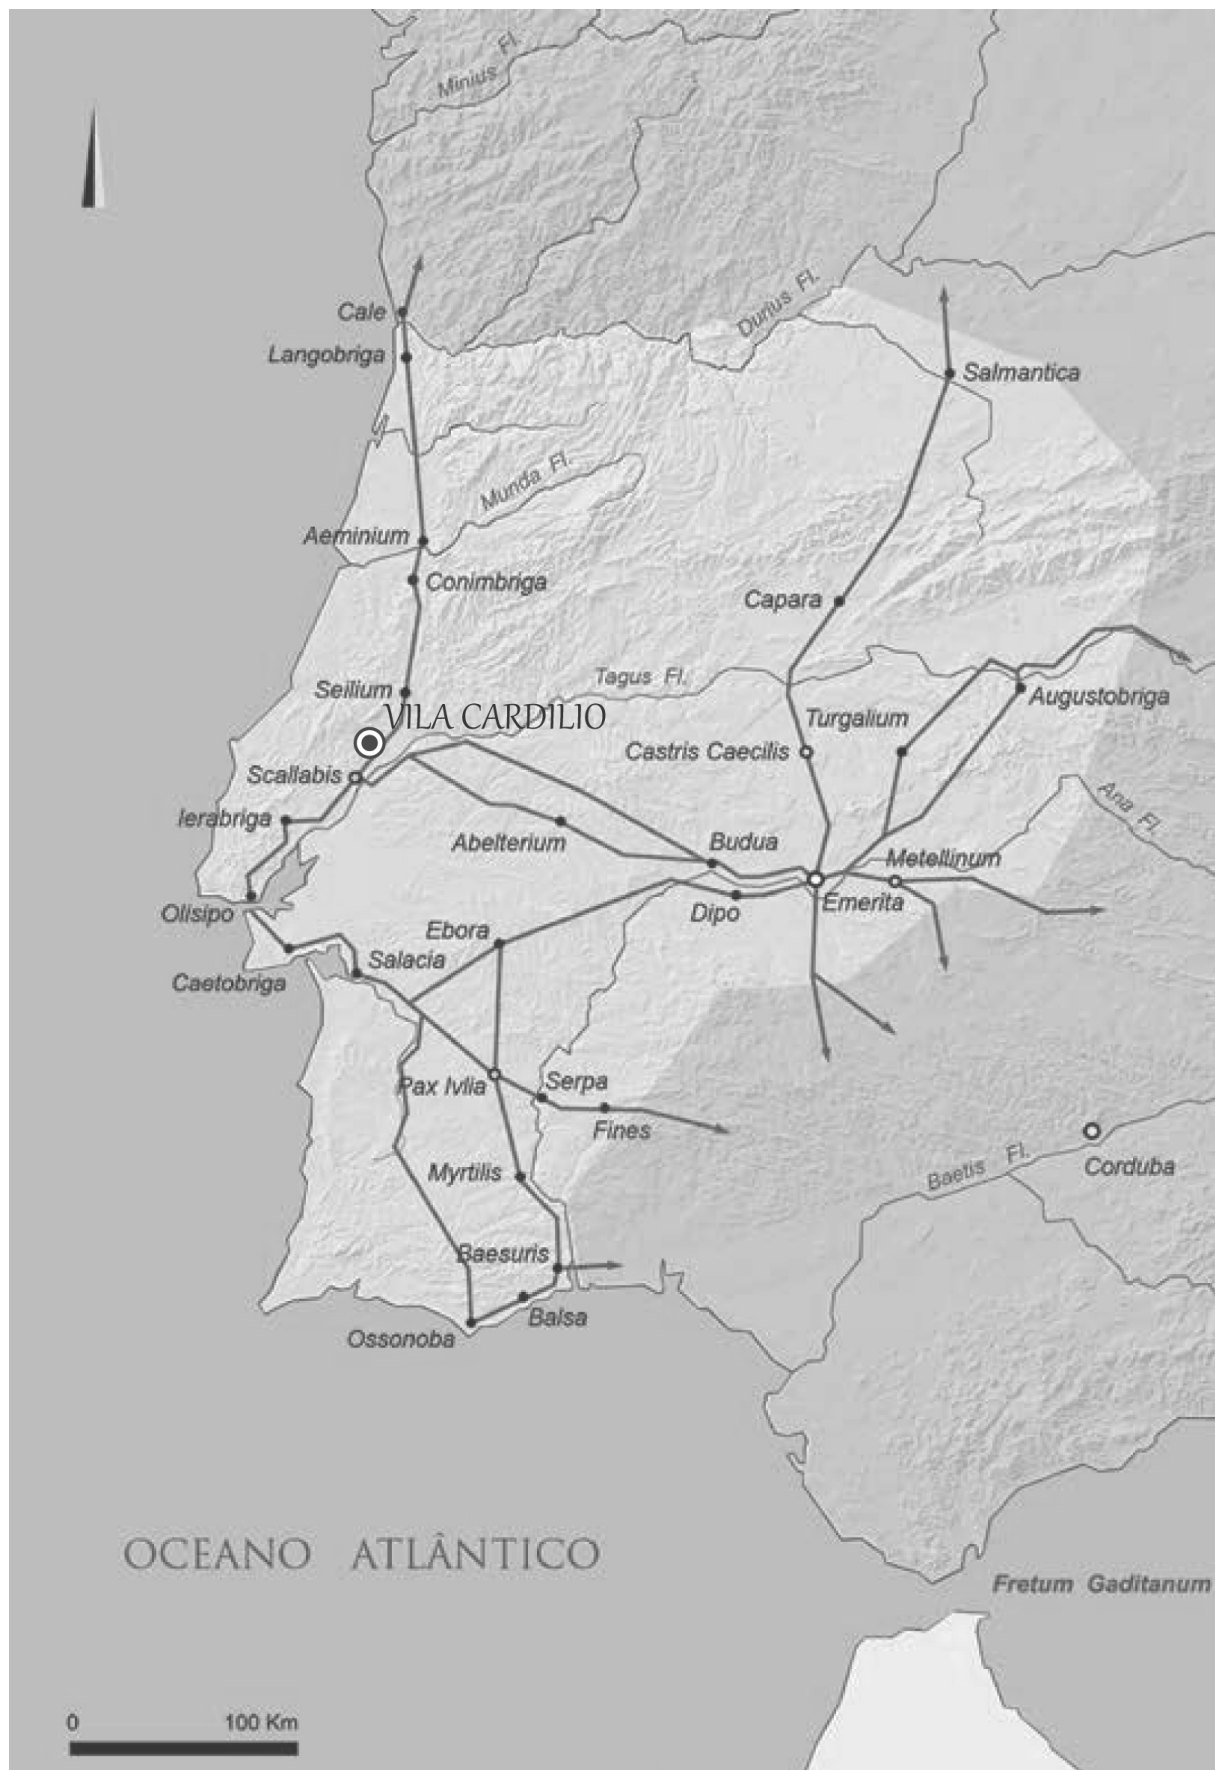 Minius Fl.
Cale
Durius Fl.
Langobriga
Salmantica
Munda Fl.
Aeminium
Conimbriga
Capara
Tagus Fl.
Seilium
Augustobriga
VILA CARDÍLIO
Turgalium
Castris Caecilis
Scallabis
Ana Fl.
Ierabriga
Abelterium
Budua
Metellinum
Emerita
Olisipo
Dipo
Ebora
Salacia
Caetobriga
Pax Ivlia
Serpa
Fines
Corduba
Baetis Fl.
Myrtilis
Baesuris
Balsa
Ossonoba
OCEANO ATLÂNTICO
Fretum Gaditanum
0 100 Km